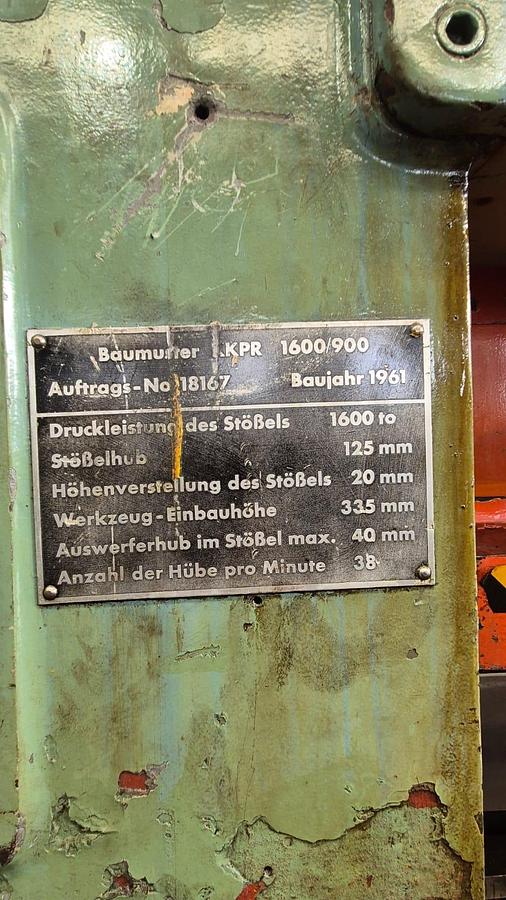 Baumuster KPR 1600/900
Auftrags-No 18167 Baujahr 1961
Druckleistung des Stößels 1600 to
Stößelhub 125 mm
Höhenverstellung des Stößels 20 mm
Werkzeug-Einbauhöhe 335 mm
Auswerferhub im Stößel max. 40 mm
Anzahl der Hübe pro Minute 38